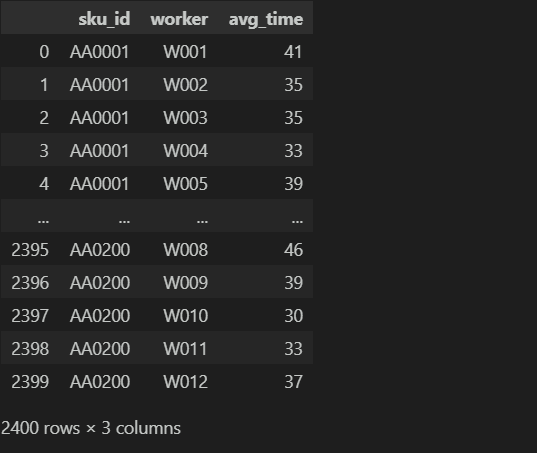 sku_id worker avg_time
0 AA0001 W001 41
1 AA0001 W002 35
2 AA0001 W003 35
3 AA0001 W004 33
4 AA0001 W005 39
... ... ... ...
2395 AA0200 W008 46
2396 AA0200 W009 39
2397 AA0200 W010 30
2398 AA0200 W011 33
2399 AA0200 W012 37
2400 rows × 3 columns